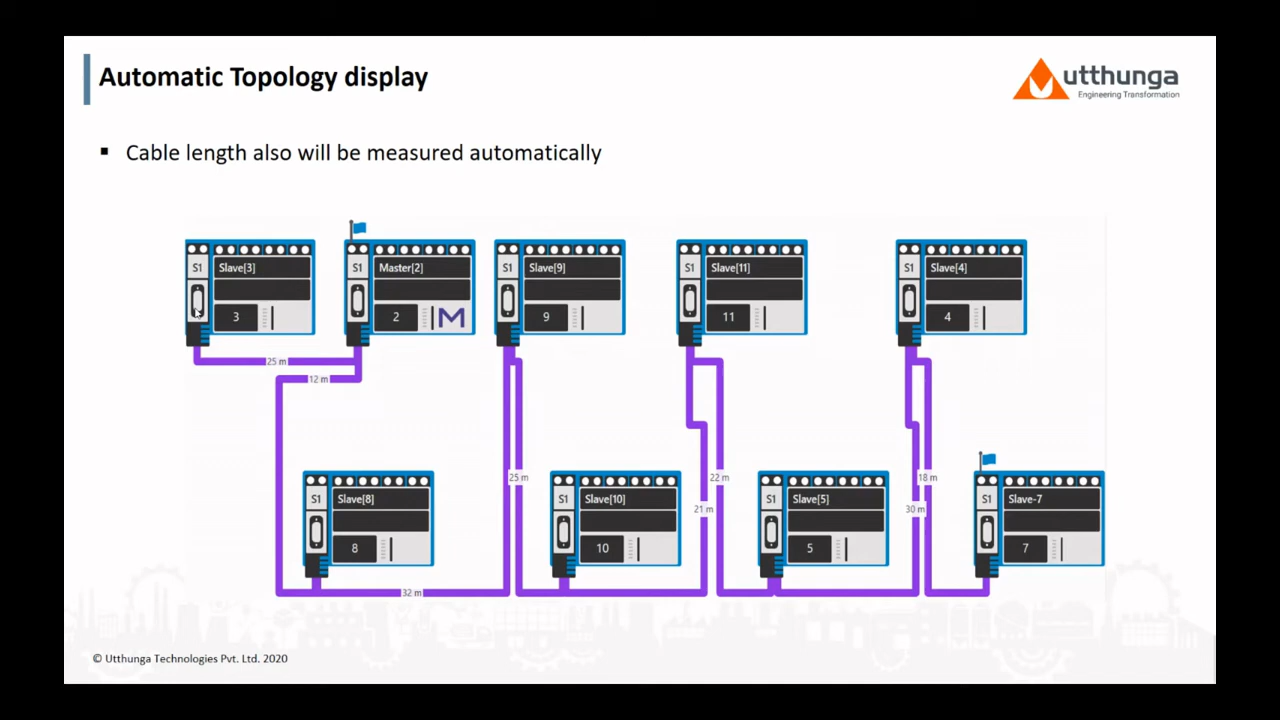 Automatic Topology display
utthunga
Engineering Transformation
▪ Cable length also will be measured automatically
S1 Slave[3]
3
S1 Master[2]
2 M
S1 Slave[9]
9
S1 Slave[11]
11
S1 Slave[4]
4
25 m
12 m
25 m
22 m
18 m
21 m
30 m
S1 Slave[8]
8
S1 Slave[10]
10
S1 Slave[5]
5
S1 Slave-7
7
32 m
© Utthunga Technologies Pvt. Ltd. 2020